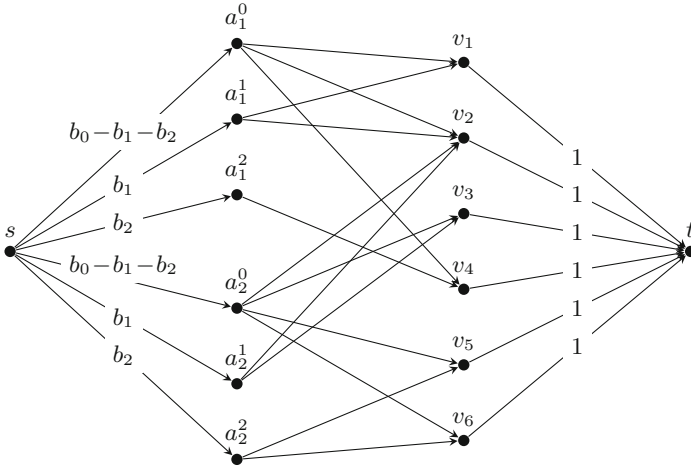 a_1^0
v_1
a_1^1
v_2
b_0 − b_1 − b_2
1
b_1
a_1^2
1
v_3
b_2
1
s
t
b_0 − b_1 − b_2
v_4
1
a_2^0
b_1
1
v_5
b_2
a_2^1
1
v_6
a_2^2